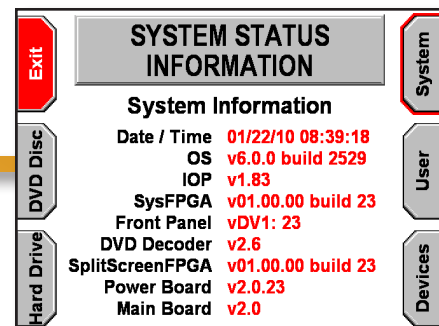 Exit
SYSTEM STATUS
INFORMATION
System
System Information
DVD Disc
User
Date / Time 01/22/10 08:39:18
OS v6.0.0 build 2529
IOP v1.83
SysFPGA v01.00.00 build 23
Front Panel vDV1: 23
DVD Decoder v2.6
SplitScreenFPGA v01.00.00 build 23
Power Board v2.0.23
Main Board v2.0
Hard Drive
Devices